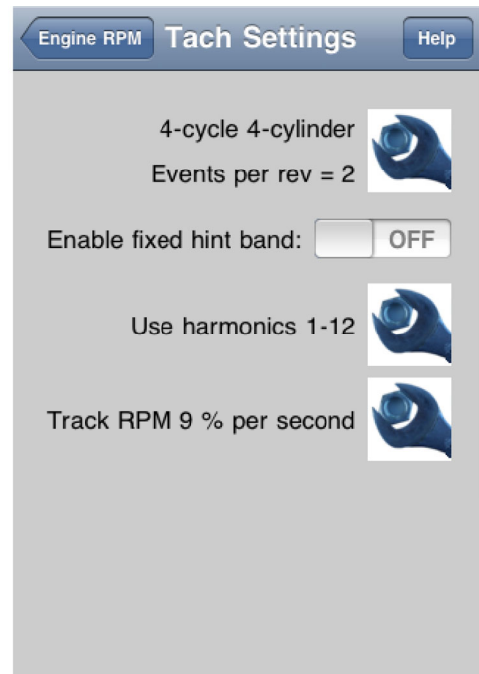 Engine RPM
Tach Settings
Help
4-cycle 4-cylinder
Events per rev = 2
Enable fixed hint band:
OFF
Use harmonics 1-12
Track RPM 9 % per second